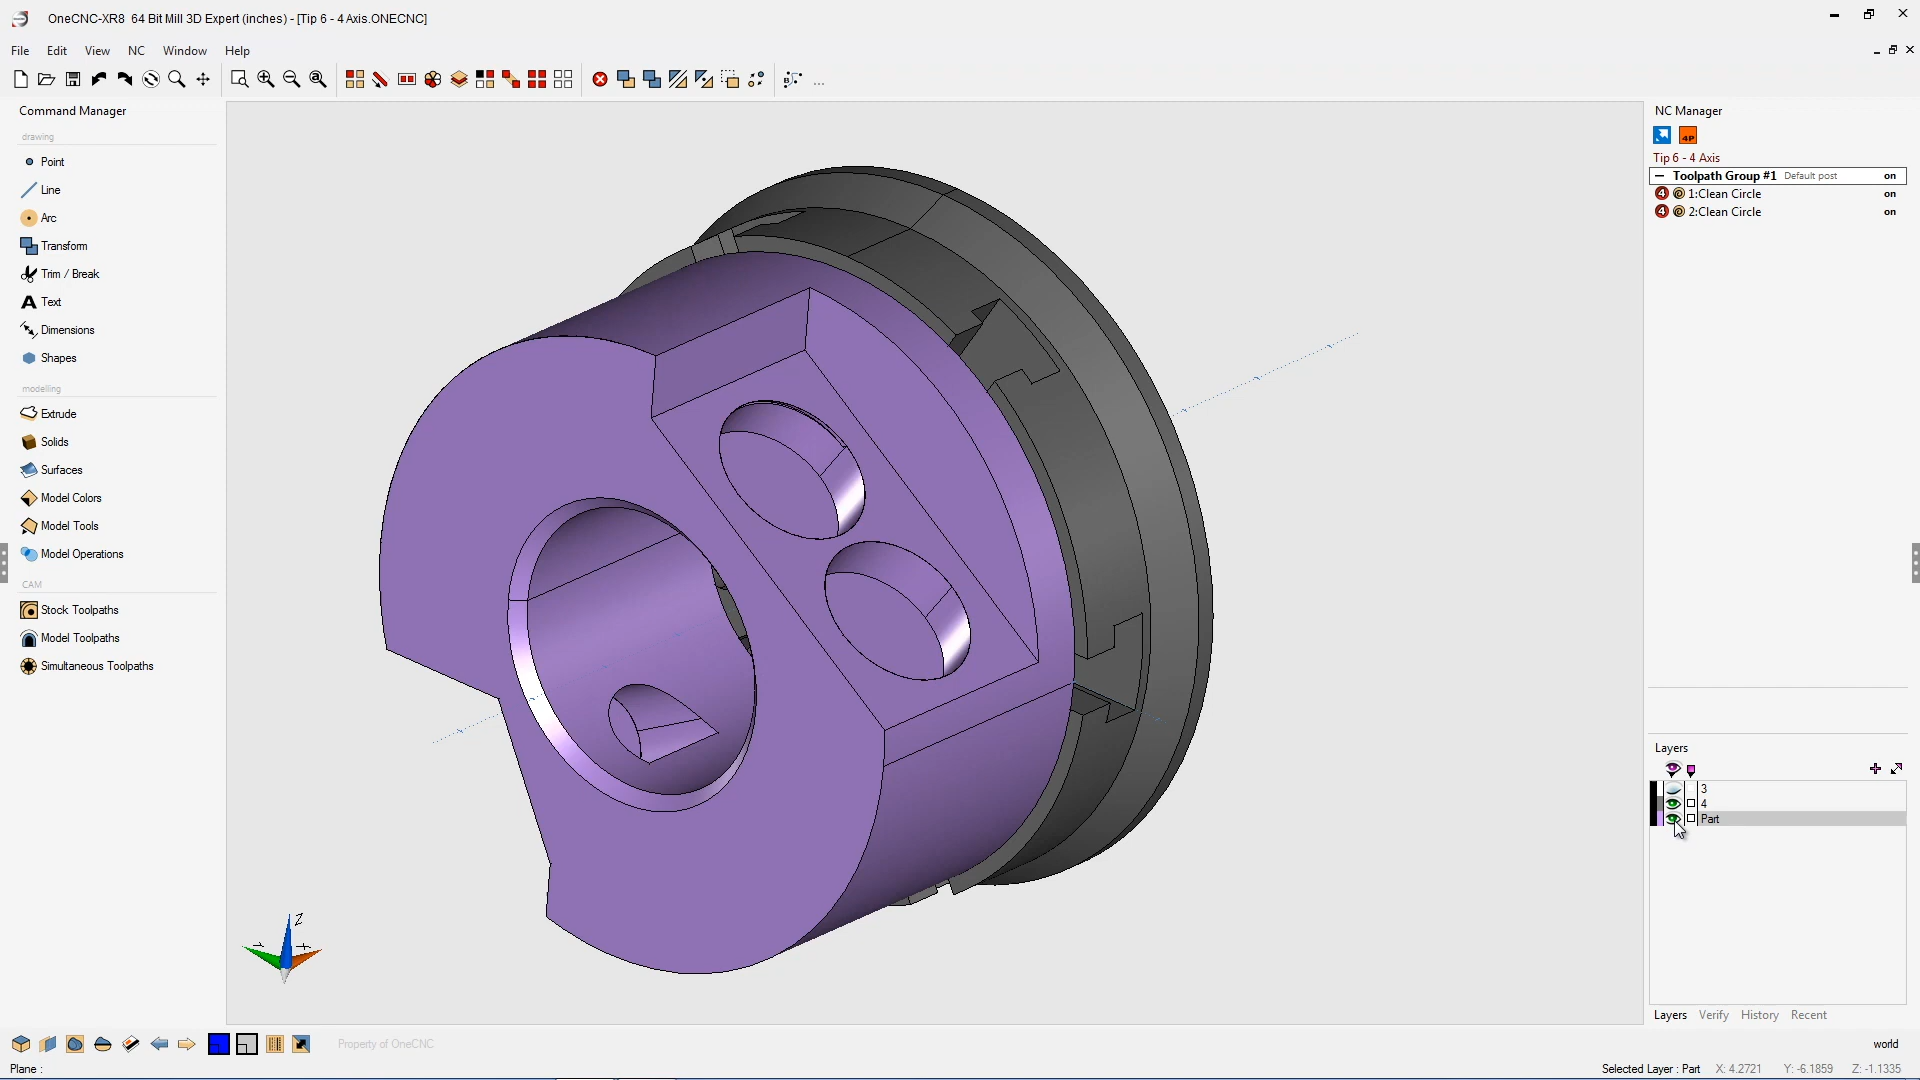 OneCNC-XR8 64 Bit Mill 3D Expert (inches) - [Tip 6 - 4 Axis.ONECNC]
File Edit View NC Window Help
Command Manager
drawing
Point
Line
Arc
Transform
Trim / Break
Text
Dimensions
Shapes
modelling
Extrude
Solids
Surfaces
Model Colors
Model Tools
Model Operations
CAM
Stock Toolpaths
Model Toolpaths
Simultaneous Toolpaths
Z
NC Manager
4P
Tip 6 - 4 Axis
Toolpath Group #1 Default post on
4 1:Clean Circle on
4 2:Clean Circle on
Layers
3
4
Part
Layers Verify History Recent
Property of OneCNC
world
Plane :
Selected Layer : Part X: 4.2721 Y: -6.1859 Z: -1.1335